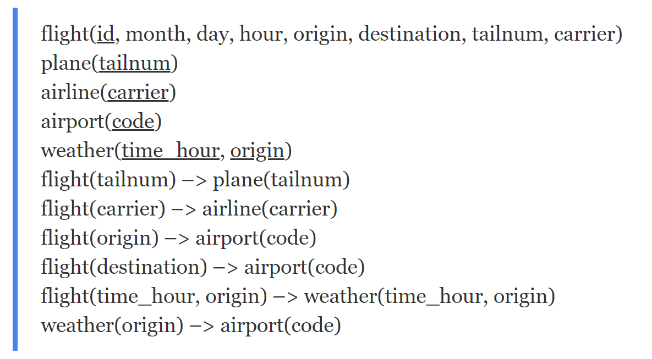 flight(id, month, day, hour, origin, destination, tailnum, carrier)
plane(tailnum)
airline(carrier)
airport(code)
weather(time_hour, origin)
flight(tailnum) –> plane(tailnum)
flight(carrier) –> airline(carrier)
flight(origin) –> airport(code)
flight(destination) –> airport(code)
flight(time_hour, origin) –> weather(time_hour, origin)
weather(origin) –> airport(code)